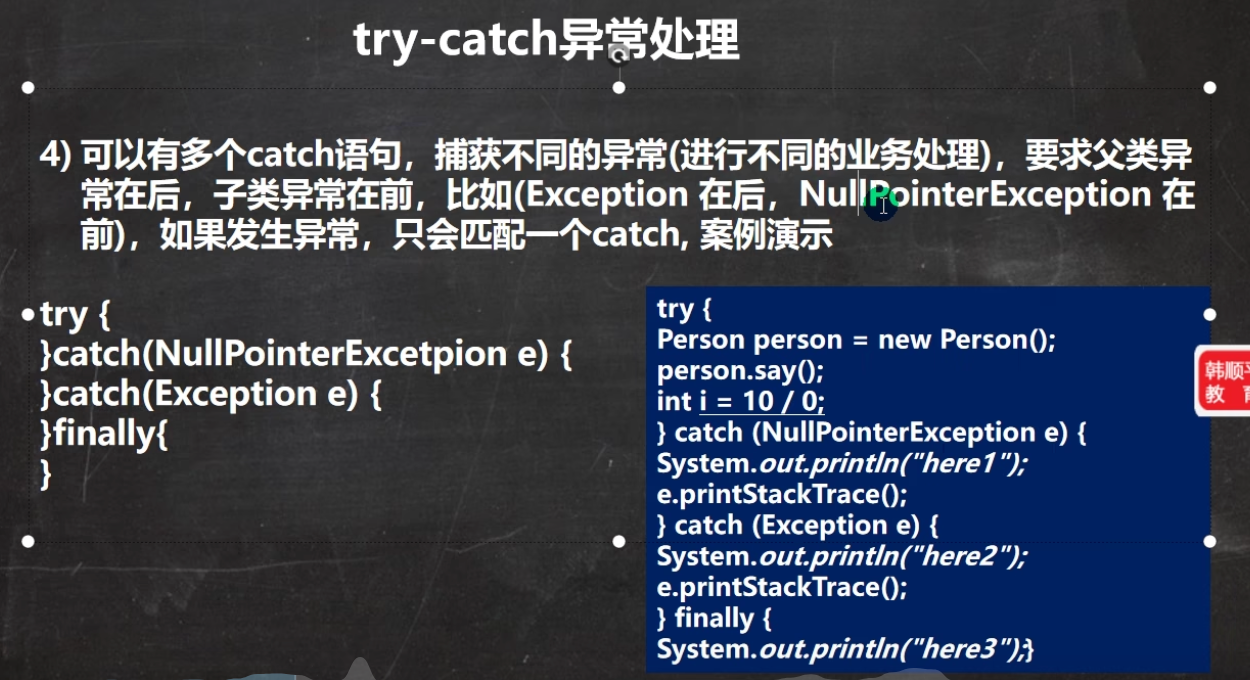 try-catch异常处理
4) 可以有多个catch语句，捕获不同的异常(进行不同的业务处理)，要求父类异
常在后，子类异常在前，比如(Exception 在后，NullPointerException 在
前)，如果发生异常，只会匹配一个catch, 案例演示
try {
}catch(NullPointerExcetpion e) {
}catch(Exception e) {
}finally{
}
try {
Person person = new Person();
person.say();
int i = 10 / 0;
} catch (NullPointerException e) {
System.out.println("here1");
e.printStackTrace();
} catch (Exception e) {
System.out.println("here2");
e.printStackTrace();
} finally {
System.out.println("here3");}
韩顺平
教 育